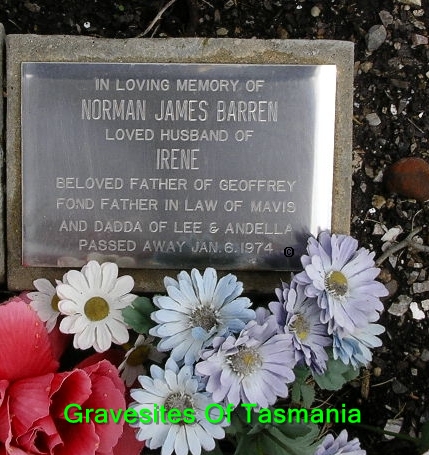 IN LOVING MEMORY OF
NORMAN JAMES BARREN
LOVED HUSBAND OF
IRENE
BELOVED FATHER OF GEOFFREY
FOND FATHER IN LAW OF MAVIS
AND DADDA OF LEE & ANDELLA
PASSED AWAY JAN. 6. 1974
©
Gravesites Of Tasmania